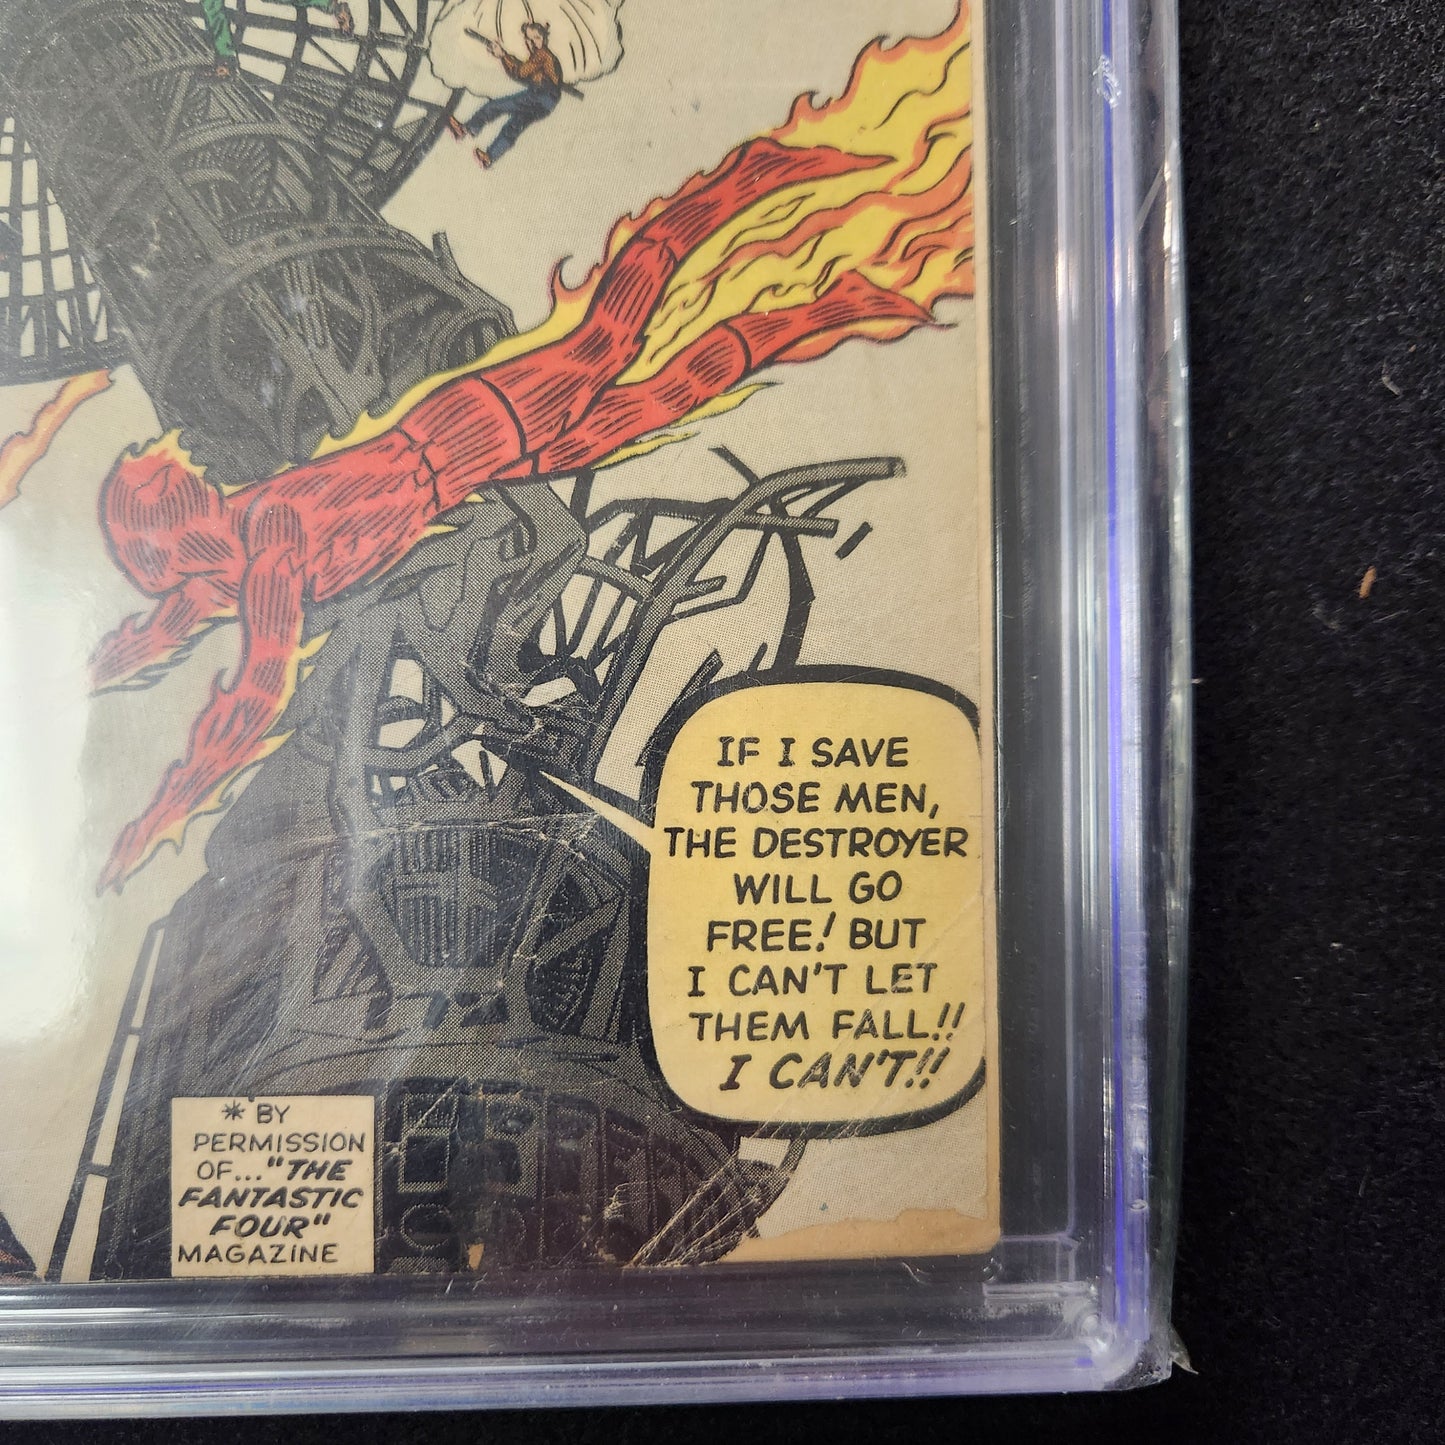 IF I SAVE
THOSE MEN,
THE DESTROYER
WILL GO
FREE! BUT
I CAN'T LET
THEM FALL!!
I CAN'T!!
* BY
PERMISSION
OF..."THE
FANTASTIC
FOUR"
MAGAZINE